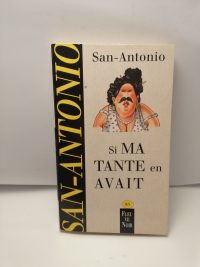 SAN-ANTONIO
San-Antonio
Si MA
TANTE en
AVAIT
FLEUVE
NOIR